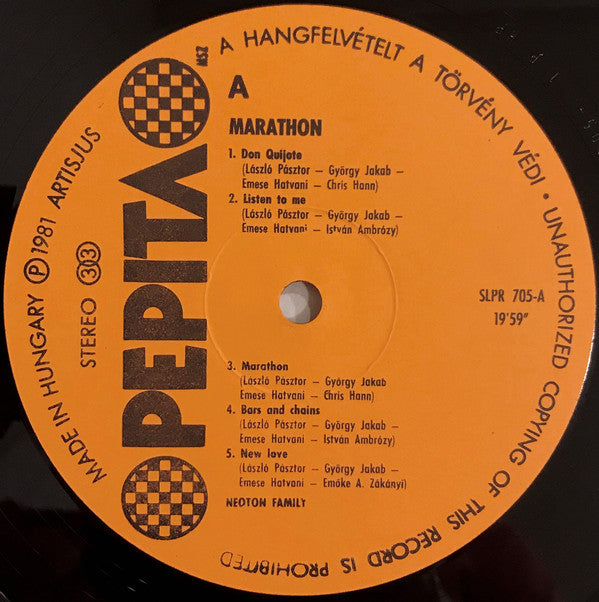 A HANGFELVÉTELT A TÖRVÉNY VÉDI • UNAUTHORIZED COPYING OF THIS RECORD IS PROHIBITED
MADE IN HUNGARY Ⓟ 1981 ARTISJUS
STEREO 33
PEPITA
MSZ
A
MARATHON
1. Don Quijote
(László Pásztor – György Jakab –
Emese Hatvani – Chris Hann)
2. Listen to me
(László Pásztor – György Jakab –
Emese Hatvani – István Ambrózy)
SLPR 705-A
19'59"
3. Marathon
(László Pásztor – György Jakab
Emese Hatvani – Chris Hann)
4. Bars and chains
(László Pásztor – György Jakab –
Emese Hatvani – István Ambrózy)
5. New love
(László Pásztor – György Jakab –
Emese Hatvani – Emőke A. Zákányi)
NEOTON FAMILY